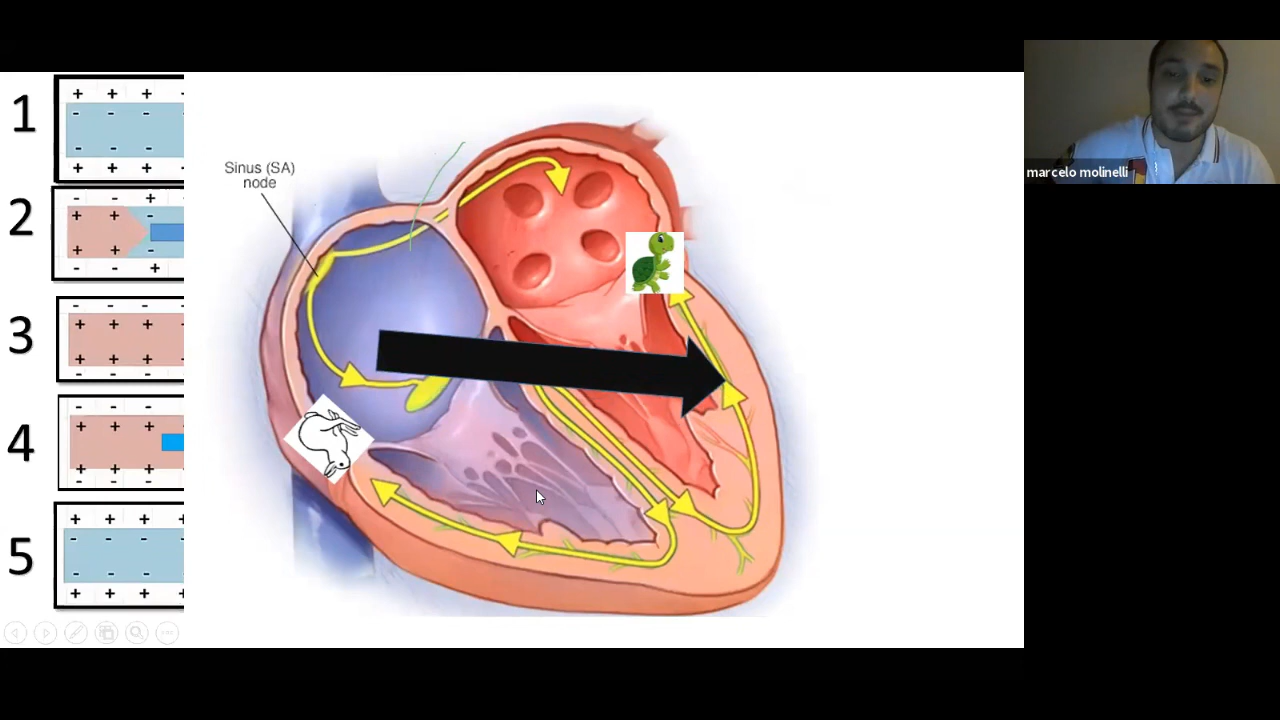 1
+ + + -
- - -
- - -
+ + + +
2
- - +
+ + -
+ + -
- - +
3
- - - -
+ + +
+ + +
- - - -
4
- - -
+ + +
+ + +
- - -
5
+ + + +
- - - -
- - - -
+ + + +
Sinus (SA)
node
marcelo molinelli